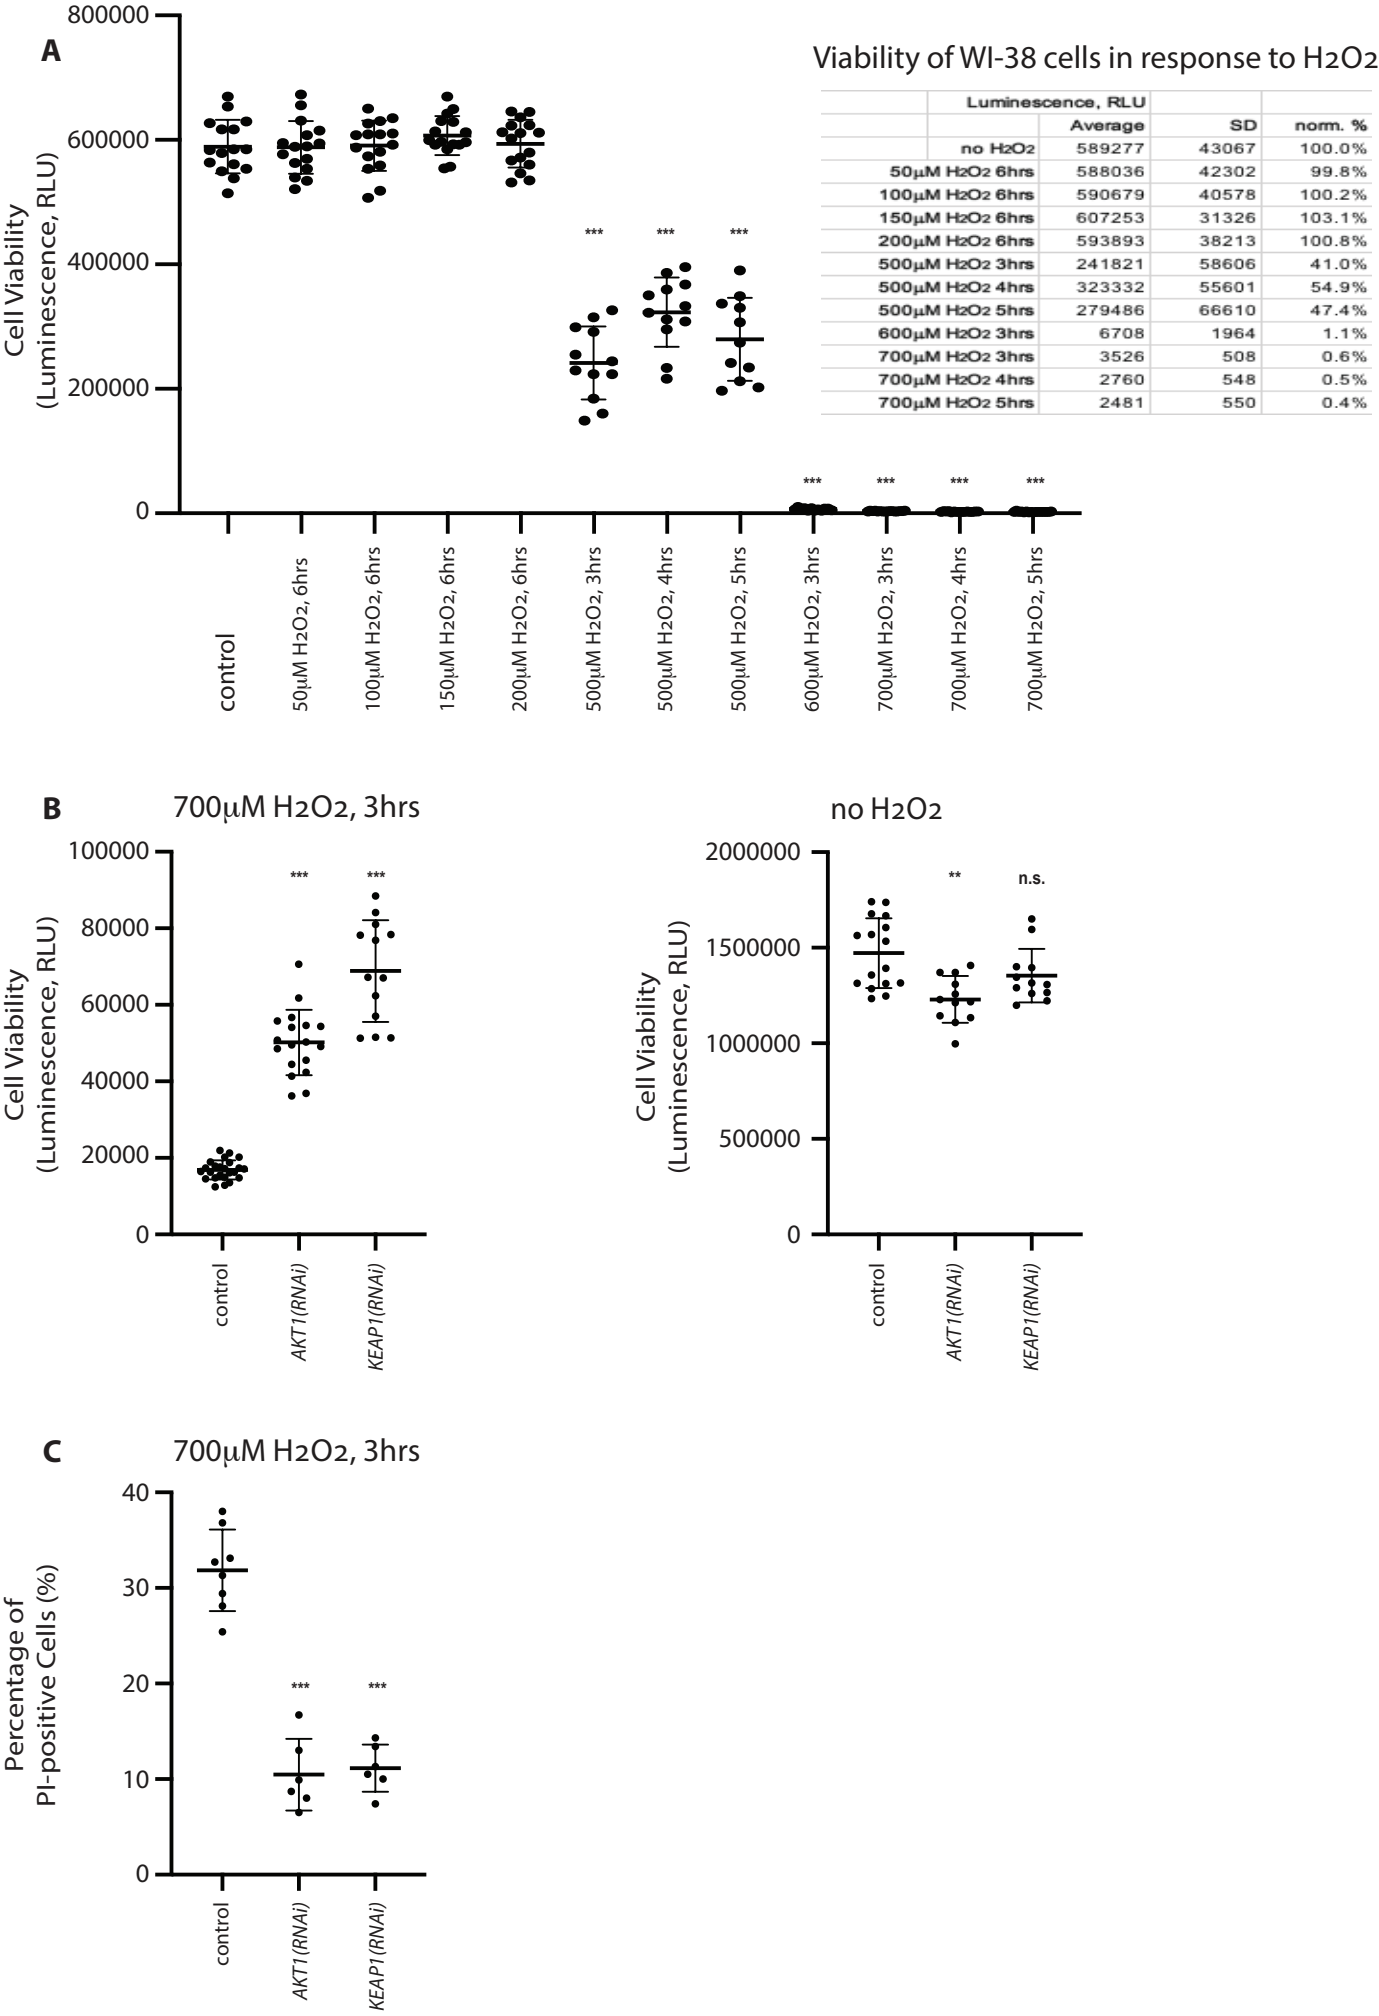 A
Viability of WI-38 cells in response to H2O2
Cell Viability
(Luminescence, RLU)
800000
600000
400000
200000
0
*** *** ***
*** *** *** ***
Luminescence, RLU
Average SD norm. %
no H2O2 589277 43067 100.0%
50μM H2O2 6hrs 588036 42302 99.8%
100μM H2O2 6hrs 590679 40578 100.2%
150μM H2O2 6hrs 607253 31326 103.1%
200μM H2O2 6hrs 593893 38213 100.8%
500μM H2O2 3hrs 241821 58606 41.0%
500μM H2O2 4hrs 323332 55601 54.9%
500μM H2O2 5hrs 279486 66610 47.4%
600μM H2O2 3hrs 6708 1964 1.1%
700μM H2O2 3hrs 3526 508 0.6%
700μM H2O2 4hrs 2760 548 0.5%
700μM H2O2 5hrs 2481 550 0.4%
control
50μM H2O2, 6hrs
100μM H2O2, 6hrs
150μM H2O2, 6hrs
200μM H2O2, 6hrs
500μM H2O2, 3hrs
500μM H2O2, 4hrs
500μM H2O2, 5hrs
600μM H2O2, 3hrs
700μM H2O2, 3hrs
700μM H2O2, 4hrs
700μM H2O2, 5hrs
B
700μM H2O2, 3hrs
Cell Viability
(Luminescence, RLU)
100000
80000
60000
40000
20000
0
*** ***
control
AKT1(RNAi)
KEAP1(RNAi)
no H2O2
Cell Viability
(Luminescence, RLU)
2000000
1500000
1000000
500000
0
** n.s.
control
AKT1(RNAi)
KEAP1(RNAi)
C
700μM H2O2, 3hrs
Percentage of
PI-positive Cells (%)
40
30
20
10
0
*** ***
control
AKT1(RNAi)
KEAP1(RNAi)